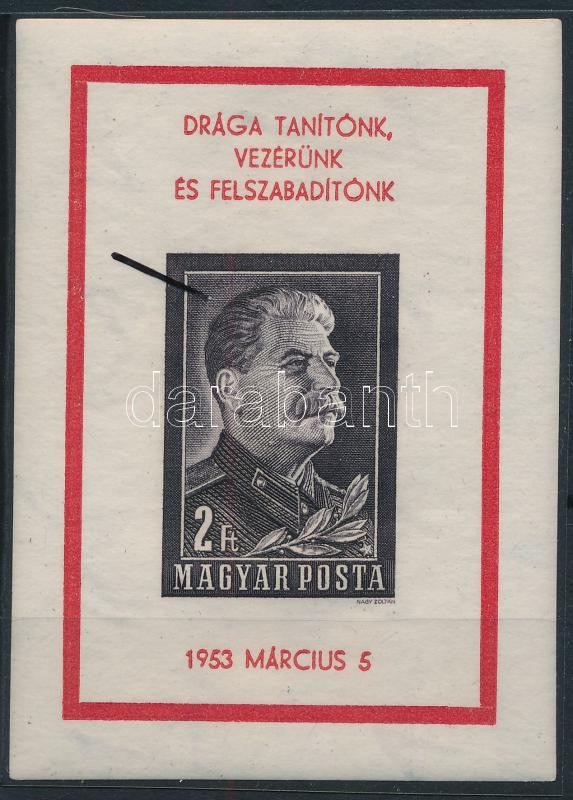 DRÁGA TANÍTÓNK,
VEZÉRÜNK
ÉS FELSZABADÍTÓNK
darabanth
2 Ft
MAGYAR POSTA
NAGY ZOLTÁN
1953 MÁRCIUS 5